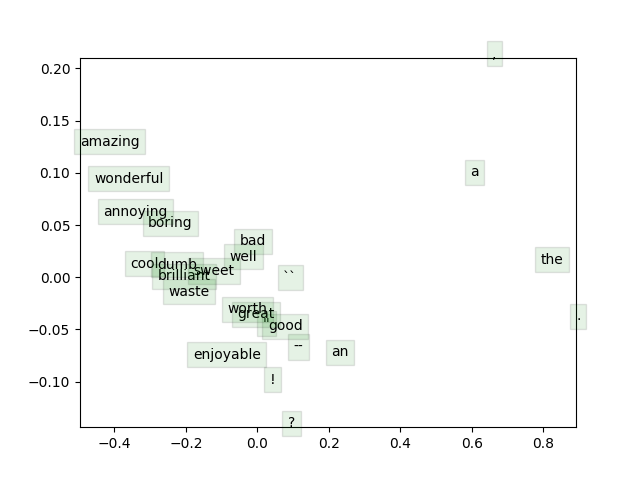 ,
0.20
0.15
amazing
0.10
a
wonderful
annoying
boring
0.05
bad
well
the
cool
dumb
sweet
brilliant
``
0.00
waste
worth
great
"
good
.
−0.05
--
an
enjoyable
!
−0.10
?
−0.4
−0.2
0.0
0.2
0.4
0.6
0.8